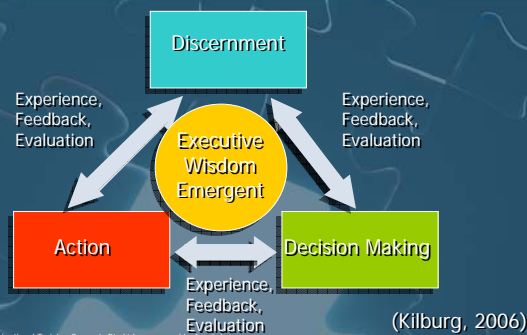 Discernment
Experience,
Feedback,
Evaluation
Experience,
Feedback,
Evaluation
Executive
Wisdom
Emergent
Action
Decision Making
Experience,
Feedback,
Evaluation
(Kilburg, 2006)